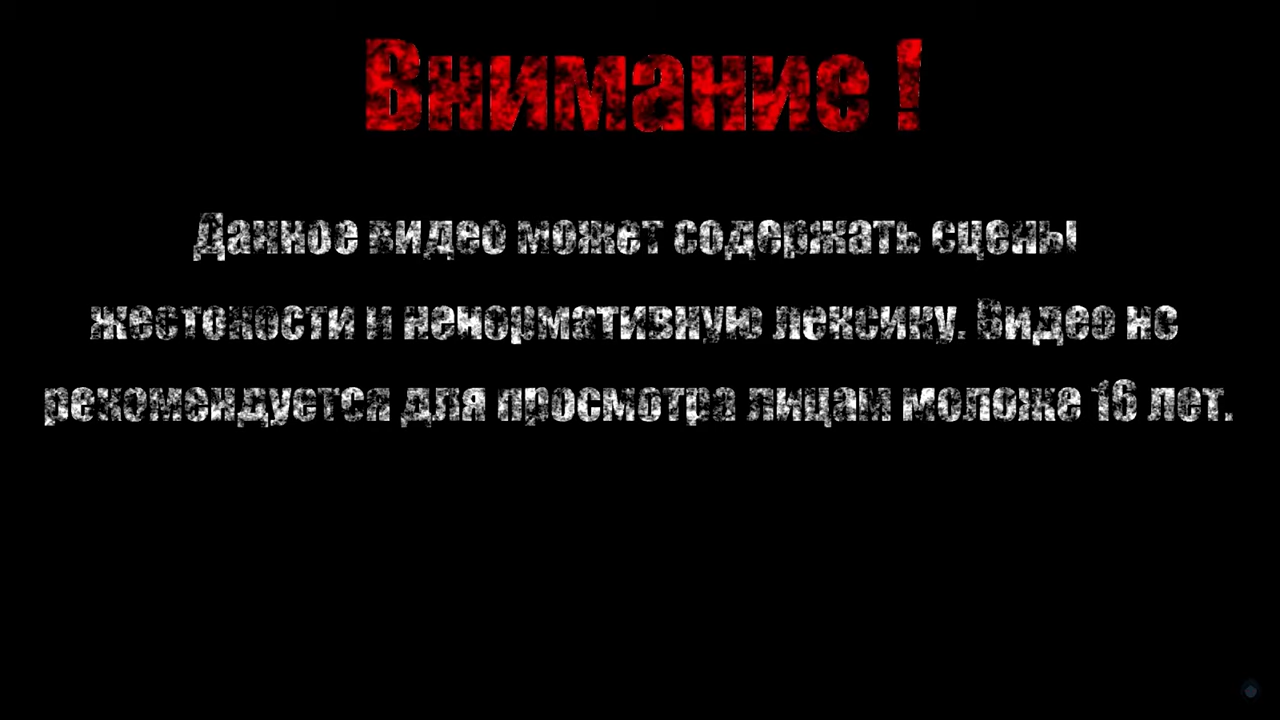 Внимание !
Данное видео может содержать сцены
жестокости и ненормативную лексику. Видео не
рекомендуется для просмотра лицам моложе 16 лет.